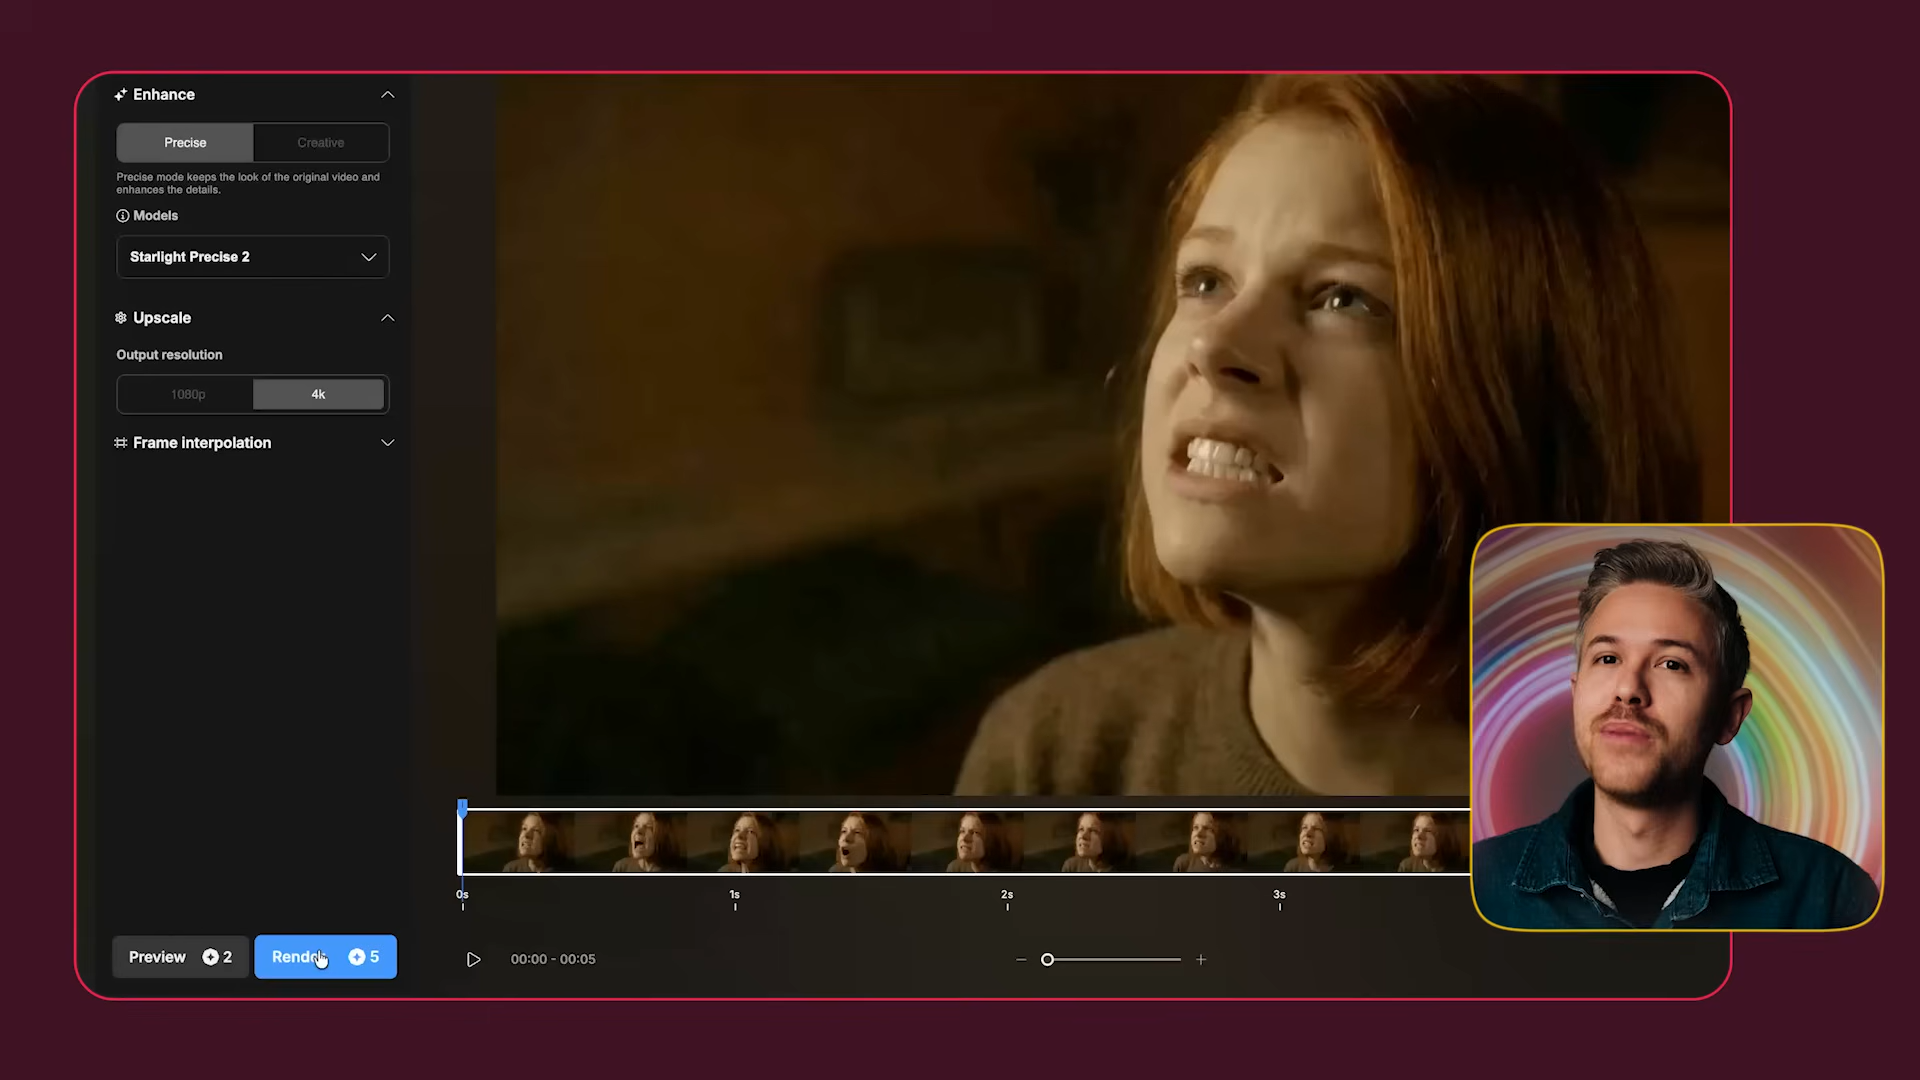 Enhance
Precise
Creative
Precise mode keeps the look of the original video and
enhances the details.
Models
Starlight Precise 2
Upscale
Output resolution
1080p
4k
Frame interpolation
0s
1s
2s
3s
Preview 2
Render 5
00:00 - 00:05